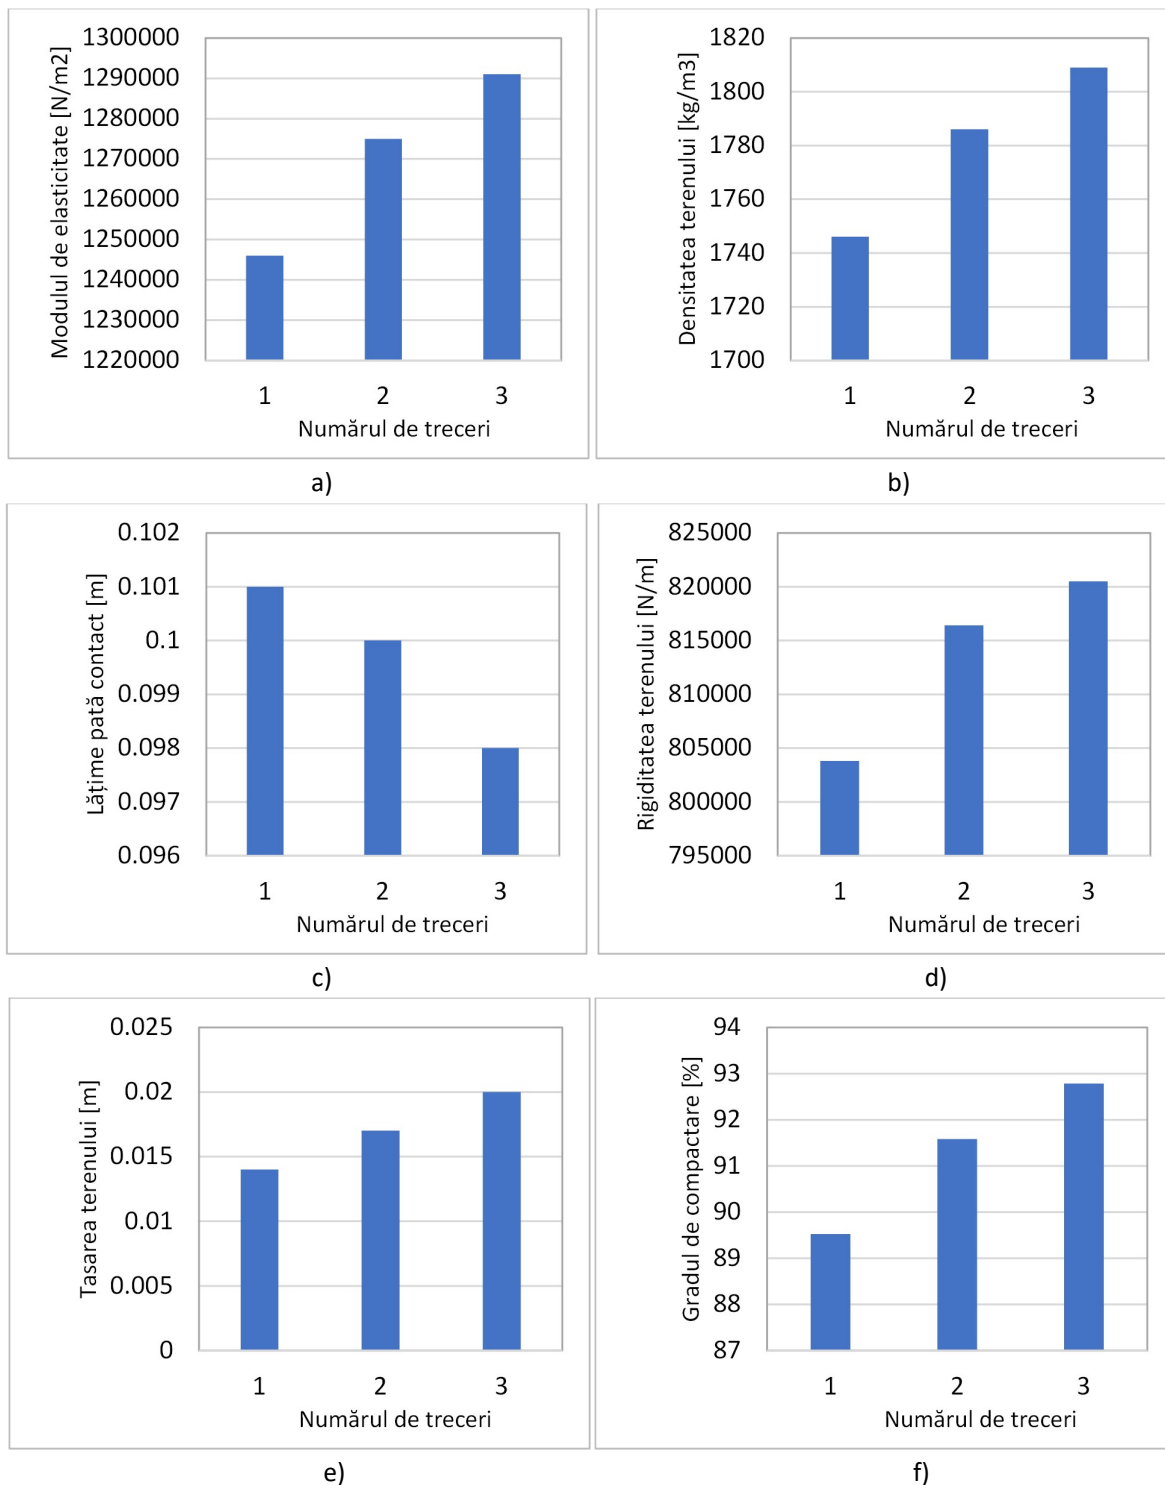 Modulul de elasticitate [N/m2]
1300000
1290000
1280000
1270000
1260000
1250000
1240000
1230000
1220000
1 2 3
Numărul de treceri
a)
Densitatea terenului [kg/m3]
1820
1800
1780
1760
1740
1720
1700
1 2 3
Numărul de treceri
b)
Lățime pată contact [m]
0.102
0.101
0.1
0.099
0.098
0.097
0.096
1 2 3
Numărul de treceri
c)
Rigiditatea terenului [N/m]
825000
820000
815000
810000
805000
800000
795000
1 2 3
Numărul de treceri
d)
Tasarea terenului [m]
0.025
0.02
0.015
0.01
0.005
0
1 2 3
Numărul de treceri
e)
Gradul de compactare [%]
94
93
92
91
90
89
88
87
1 2 3
Numărul de treceri
f)